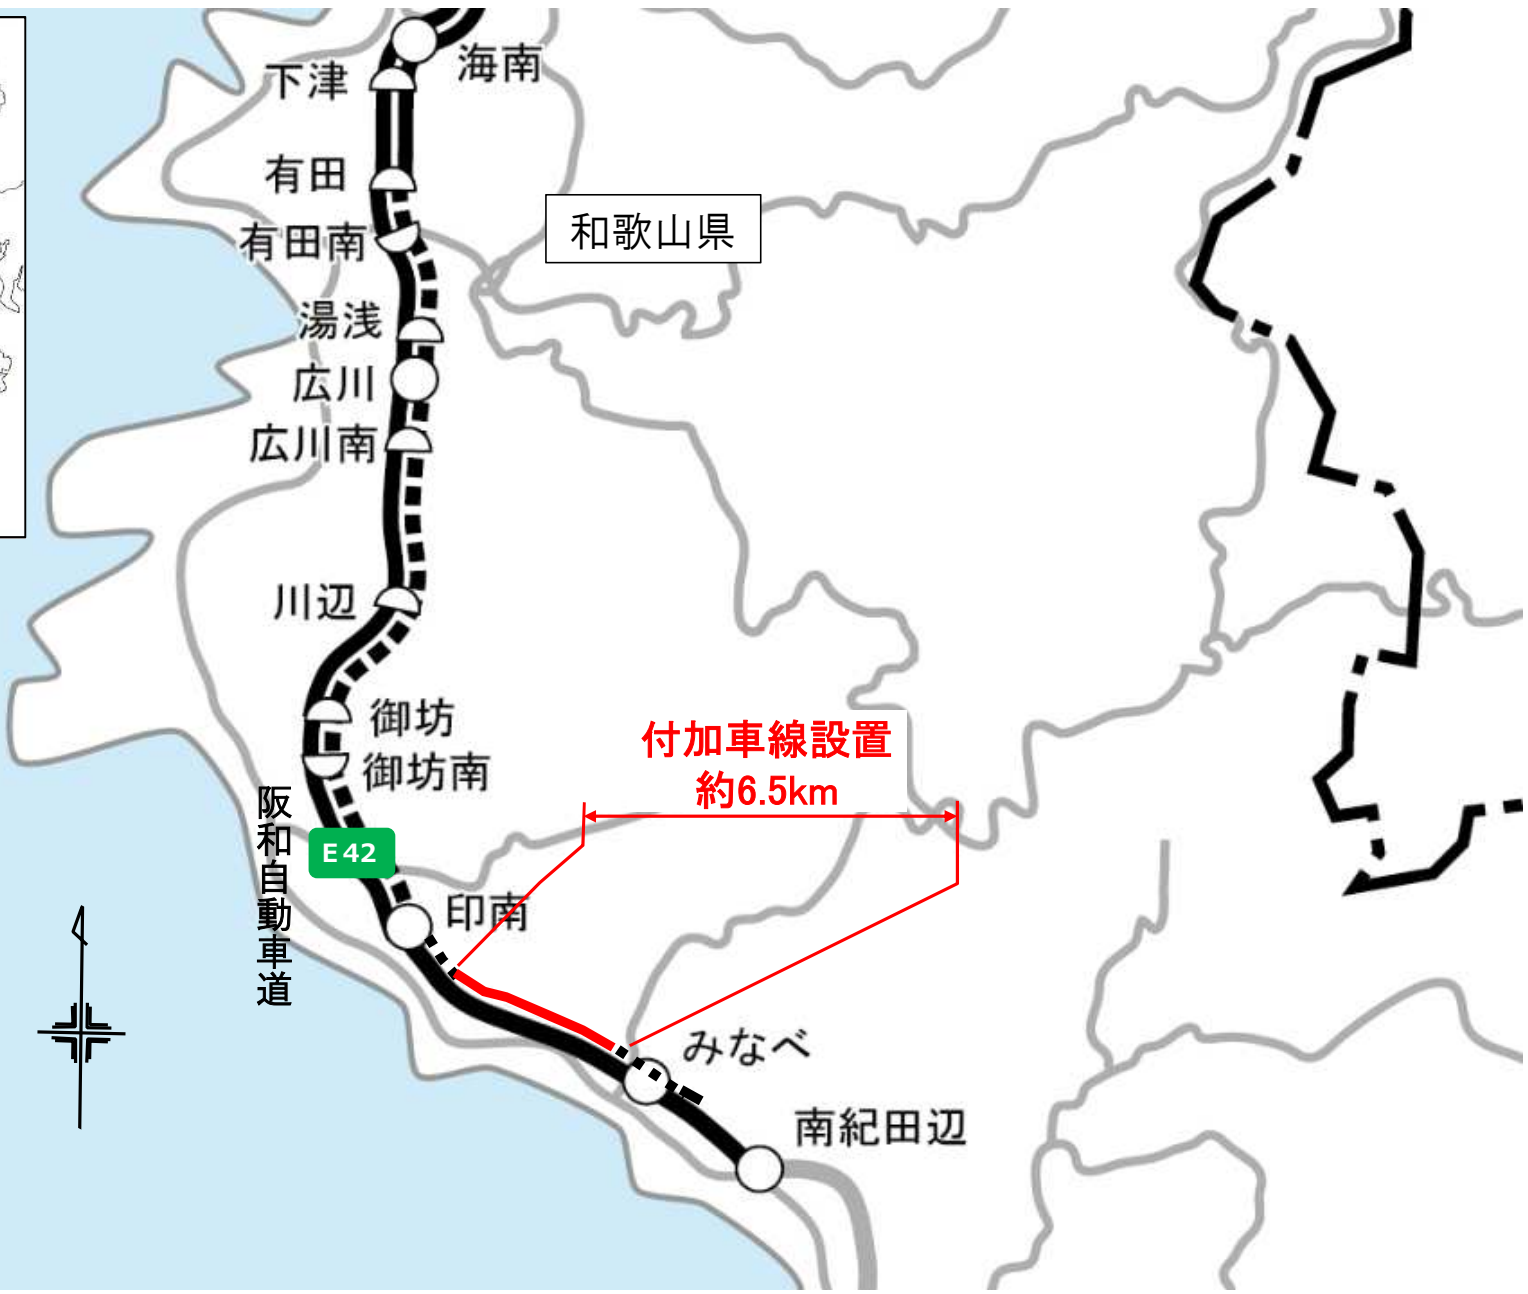 海南
下津
有田
和歌山県
有田南
湯浅
広川
広川南
川辺
御坊
付加車線設置
約6.5km
御坊南
阪和自動車道
E42
印南
みなべ
南紀田辺